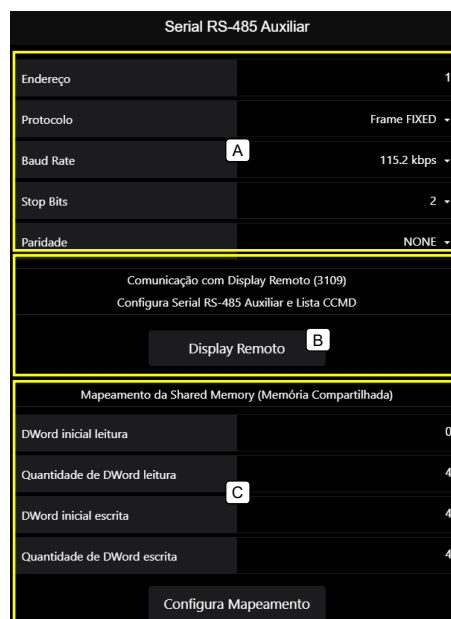 Serial RS-485 Auxiliar
Endereço 1
Protocolo Frame FIXED
A
Baud Rate 115.2 kbps
Stop Bits 2
Paridade NONE
Comunicação com Display Remoto (3109)
Configura Serial RS-485 Auxiliar e Lista CCMD
B
Display Remoto
Mapeamento da Shared Memory (Memória Compartilhada)
DWord inicial leitura 0
Quantidade de DWord leitura 4
C
DWord inicial escrita 4
Quantidade de DWord escrita 4
Configura Mapeamento